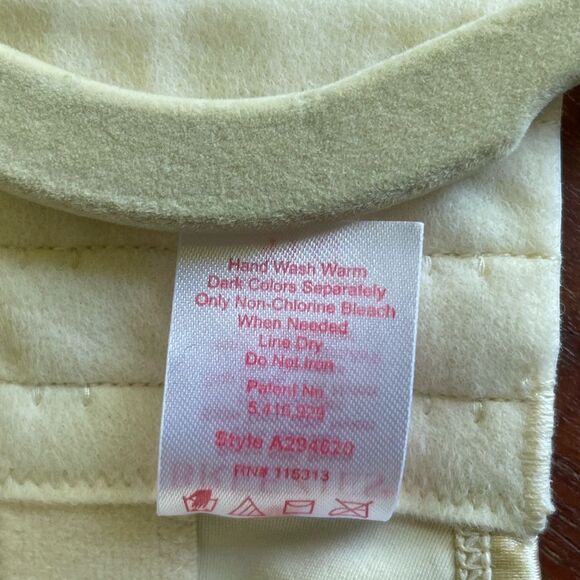 Hand Wash Warm
Dark Colors Separately
Only Non-Chlorine Bleach
When Needed
Line Dry
Do Not Iron
Patent No.
5,416,929
Style A294620
RN# 115313